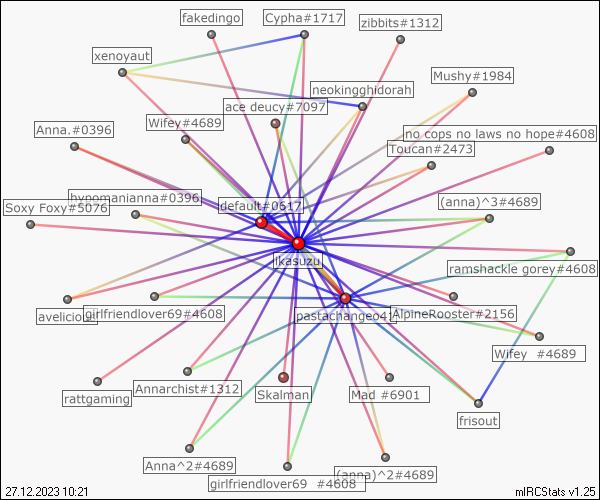 fakedingo
Cypha#1717
zibbits#1312
xenoyaut
Mushy#1984
neokingghidorah
ace deucy#7097
Wifey#4689
Anna.#0396
no cops no laws no hope#4608
Toucan#2473
hypomanianna#0396
(anna)^3#4689
Soxy Foxy#5076
default#0617
ikasuzu
ramshackle gorey#4608
avelicious
girlfriendlover69#4608
pastachangeo41
AlpineRooster#2156
Wifey #4689
Annarchist#1312
Skalman
Mad #6901
rattgaming
frisout
Anna^2#4689
(anna)^2#4689
girlfriendlover69 #4608
27.12.2023 10:21
mIRCStats v1.25